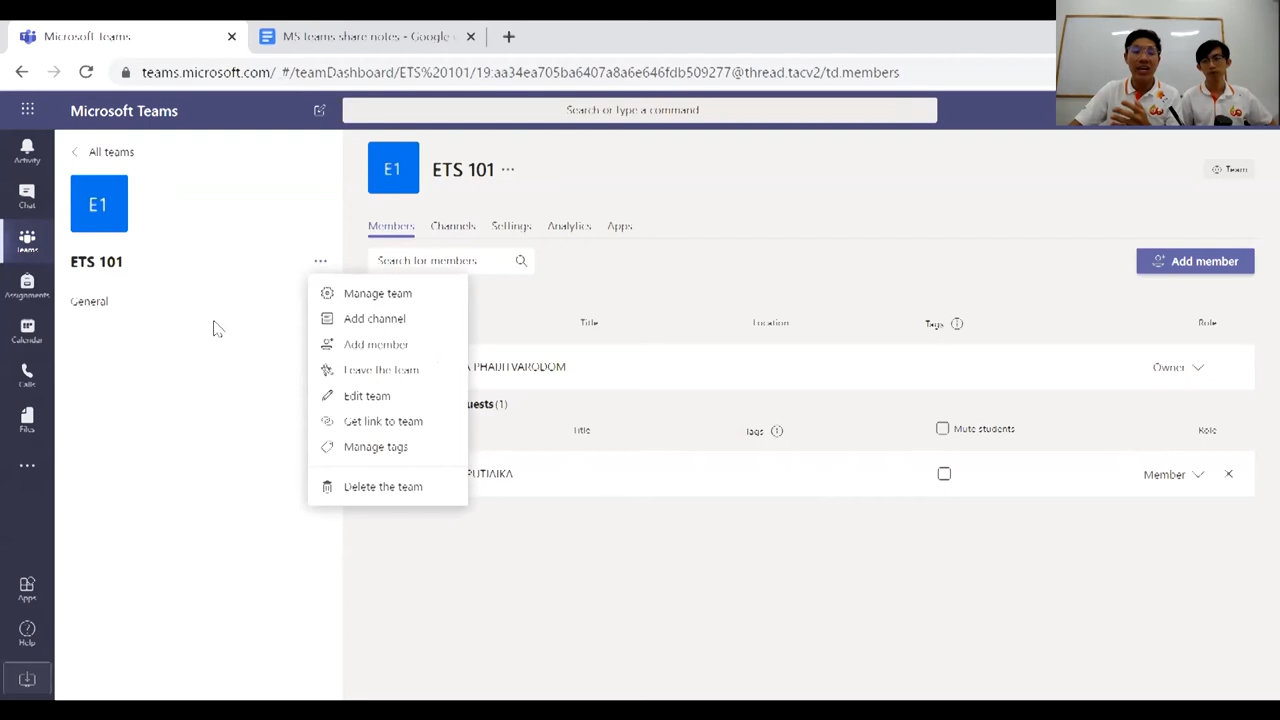 Microsoft Teams
MS teams share notes - Google
teams.microsoft.com/_#/teamDashboard/ETS%20101/19:aa34ea705ba6407a8a6e646fdb509277@thread.tacv2/td.members
Microsoft Teams
Search or type a command
Activity
Chat
Teams
Assignments
Calendar
Calls
Files
Apps
Help
All teams
E1
ETS 101
General
Manage team
Add channel
Add member
Leave the team
Edit team
Get link to team
Manage tags
Delete the team
E1
ETS 101
Team
Members Channels Settings Analytics Apps
Search for members
Add member
Title Location Tags Role
A PHAIJITVARODOM Owner
uests (1)
Title Tags Mute students Role
PUTJAIKA Member